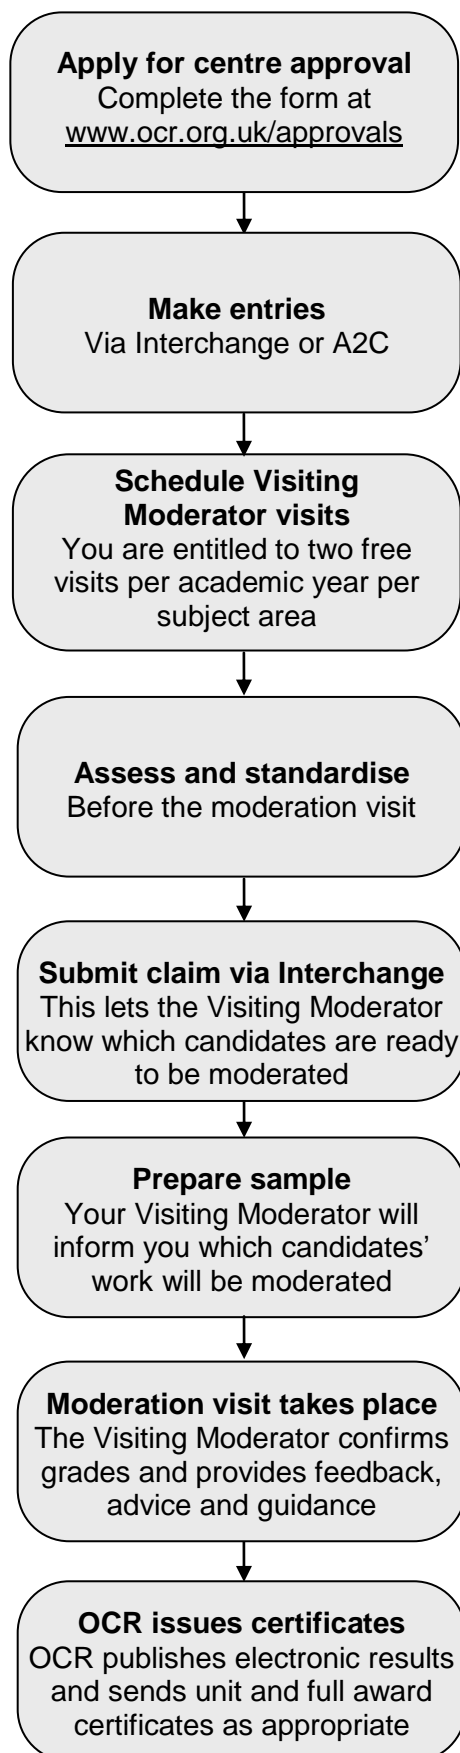 Apply for centre approval
Complete the form at
www.ocr.org.uk/approvals
Make entries
Via Interchange or A2C
Schedule Visiting
Moderator visits
You are entitled to two free
visits per academic year per
subject area
Assess and standardise
Before the moderation visit
Submit claim via Interchange
This lets the Visiting Moderator
know which candidates are ready
to be moderated
Prepare sample
Your Visiting Moderator will
inform you which candidates’
work will be moderated
Moderation visit takes place
The Visiting Moderator confirms
grades and provides feedback,
advice and guidance
OCR issues certificates
OCR publishes electronic results
and sends unit and full award
certificates as appropriate